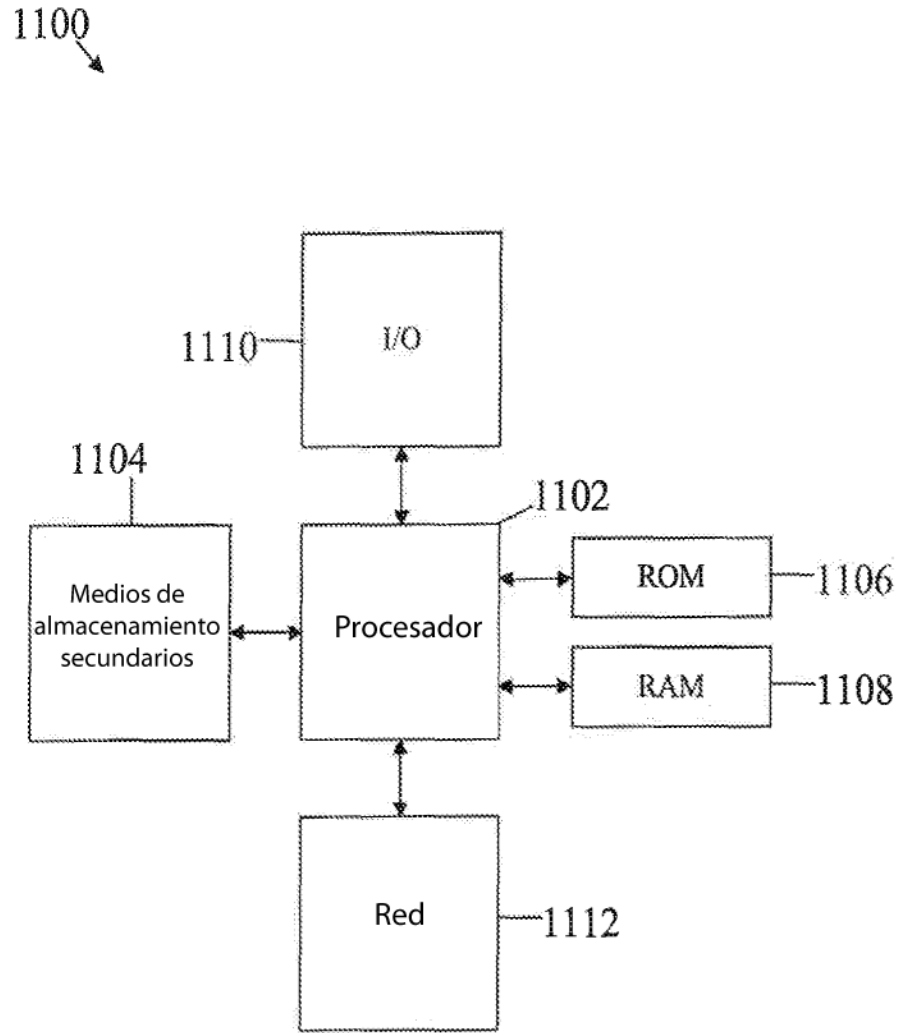 1100
I/O
1110
1104
1102
Medios de
almacenamiento
secundarios
Procesador
ROM
1106
RAM
1108
Red
1112